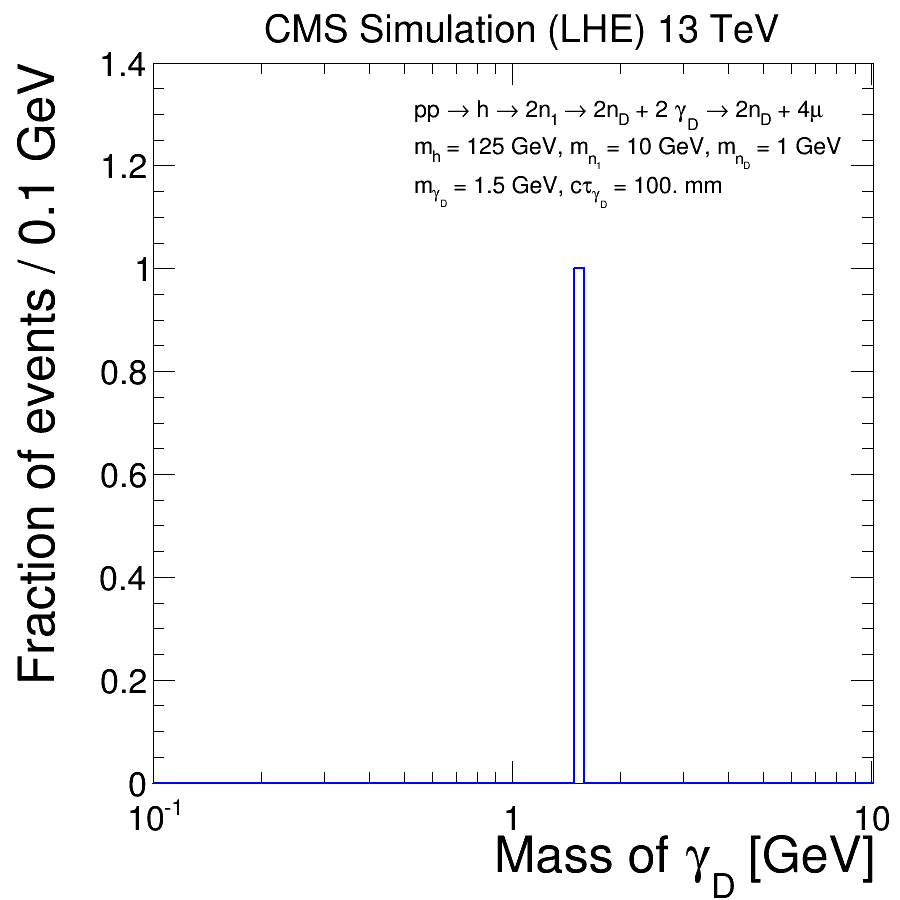 CMS Simulation (LHE) 13 TeV
pp → h → 2n₁ → 2n_D + 2 γ_D → 2n_D + 4μ
m_h = 125 GeV, m_n₁ = 10 GeV, m_n_D = 1 GeV
m_γ_D = 1.5 GeV, cτ_γ_D = 100. mm
Fraction of events / 0.1 GeV
1.4
1.2
1
0.8
0.6
0.4
0.2
0
10⁻¹ 1 10
Mass of γ_D [GeV]